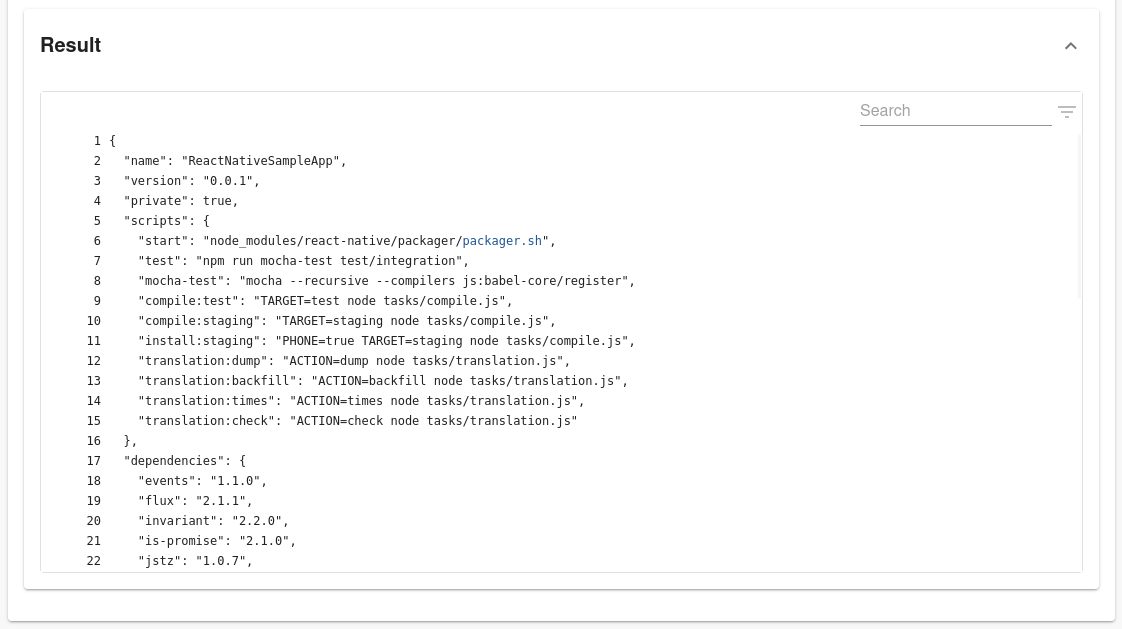 Result
Search
1 {
2   "name": "ReactNativeSampleApp",
3   "version": "0.0.1",
4   "private": true,
5   "scripts": {
6     "start": "node_modules/react-native/packager/packager.sh",
7     "test": "npm run mocha-test test/integration",
8     "mocha-test": "mocha --recursive --compilers js:babel-core/register",
9     "compile:test": "TARGET=test node tasks/compile.js",
10     "compile:staging": "TARGET=staging node tasks/compile.js",
11     "install:staging": "PHONE=true TARGET=staging node tasks/compile.js",
12     "translation:dump": "ACTION=dump node tasks/translation.js",
13     "translation:backfill": "ACTION=backfill node tasks/translation.js",
14     "translation:times": "ACTION=times node tasks/translation.js",
15     "translation:check": "ACTION=check node tasks/translation.js"
16   },
17   "dependencies": {
18     "events": "1.1.0",
19     "flux": "2.1.1",
20     "invariant": "2.2.0",
21     "is-promise": "2.1.0",
22     "jstz": "1.0.7",